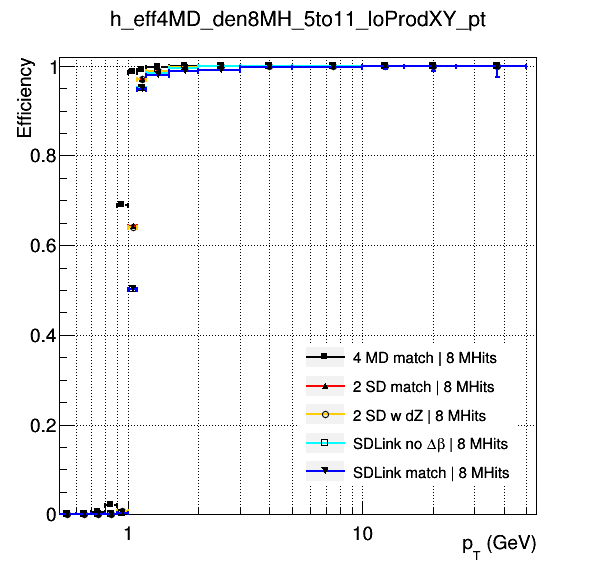 h_eff4MD_den8MH_5to11_loProdXY_pt
Efficiency
1
0.8
0.6
0.4
0.2
0
4 MD match | 8 MHits
2 SD match | 8 MHits
2 SD w dZ | 8 MHits
SDLink no Δβ | 8 MHits
SDLink match | 8 MHits
1
10
p_T (GeV)